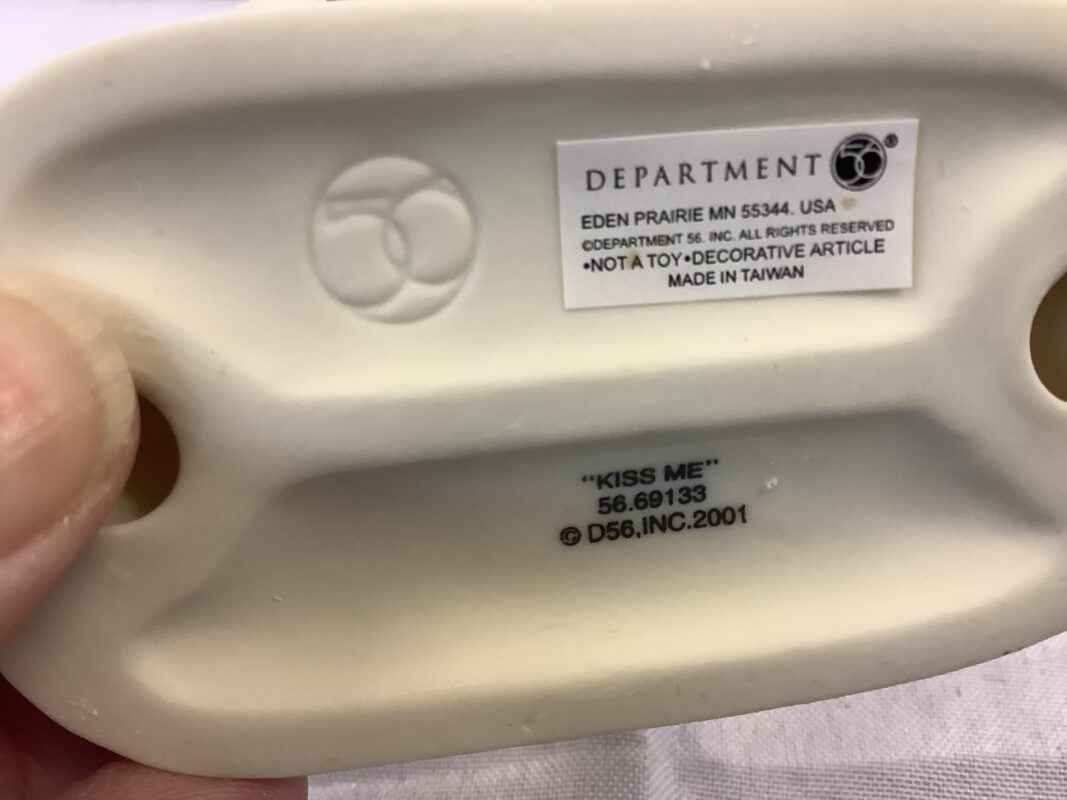 56
DEPARTMENT 56®
EDEN PRAIRIE MN 55344. USA
©DEPARTMENT 56. INC. ALL RIGHTS RESERVED
•NOT A TOY•DECORATIVE ARTICLE
MADE IN TAIWAN
“KISS ME”
56.69133
© D56,INC.2001